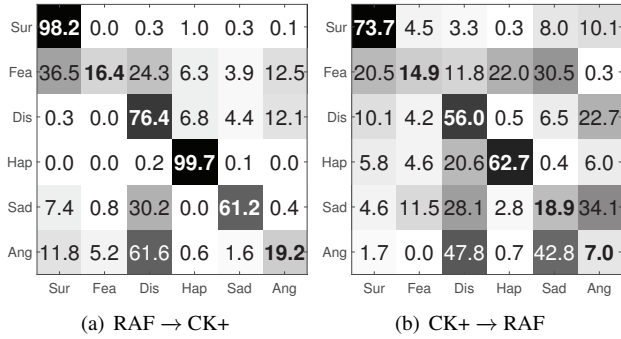 Sur 98.2 0.0 0.3 1.0 0.3 0.1
Fea 36.5 16.4 24.3 6.3 3.9 12.5
Dis 0.3 0.0 76.4 6.8 4.4 12.1
Hap 0.0 0.0 0.2 99.7 0.1 0.0
Sad 7.4 0.8 30.2 0.0 61.2 0.4
Ang 11.8 5.2 61.6 0.6 1.6 19.2
Sur Fea Dis Hap Sad Ang
(a) RAF → CK+
Sur 73.7 4.5 3.3 0.3 8.0 10.1
Fea 20.5 14.9 11.8 22.0 30.5 0.3
Dis 10.1 4.2 56.0 0.5 6.5 22.7
Hap 5.8 4.6 20.6 62.7 0.4 6.0
Sad 4.6 11.5 28.1 2.8 18.9 34.1
Ang 1.7 0.0 47.8 0.7 42.8 7.0
Sur Fea Dis Hap Sad Ang
(b) CK+ → RAF